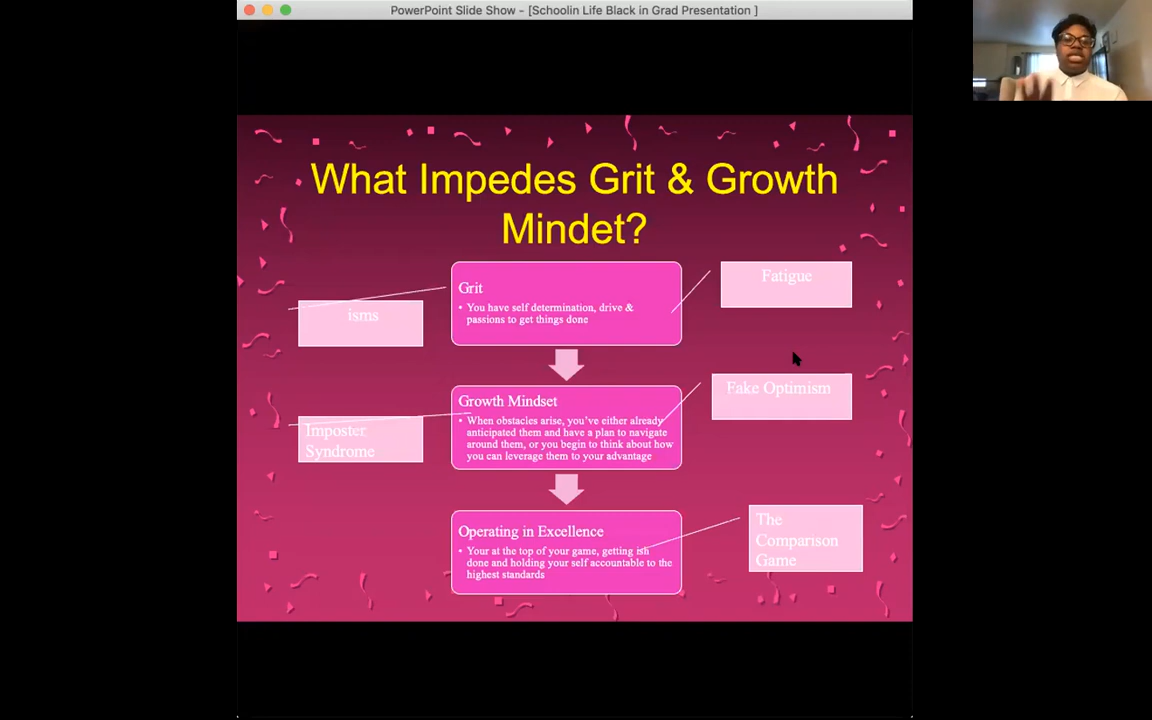 PowerPoint Slide Show - [Schoolin Life Black in Grad Presentation ]
What Impedes Grit & Growth
Mindet?
Grit
• You have self determination, drive &
passions to get things done
Fatigue
isms
Growth Mindset
• When obstacles arise, you've either already
anticipated them and have a plan to navigate
around them, or you begin to think about how
you can leverage them to your advantage
Fake Optimism
Imposter
Syndrome
Operating in Excellence
• Your at the top of your game, getting ish
done and holding your self accountable to the
highest standards
The
Comparison
Game